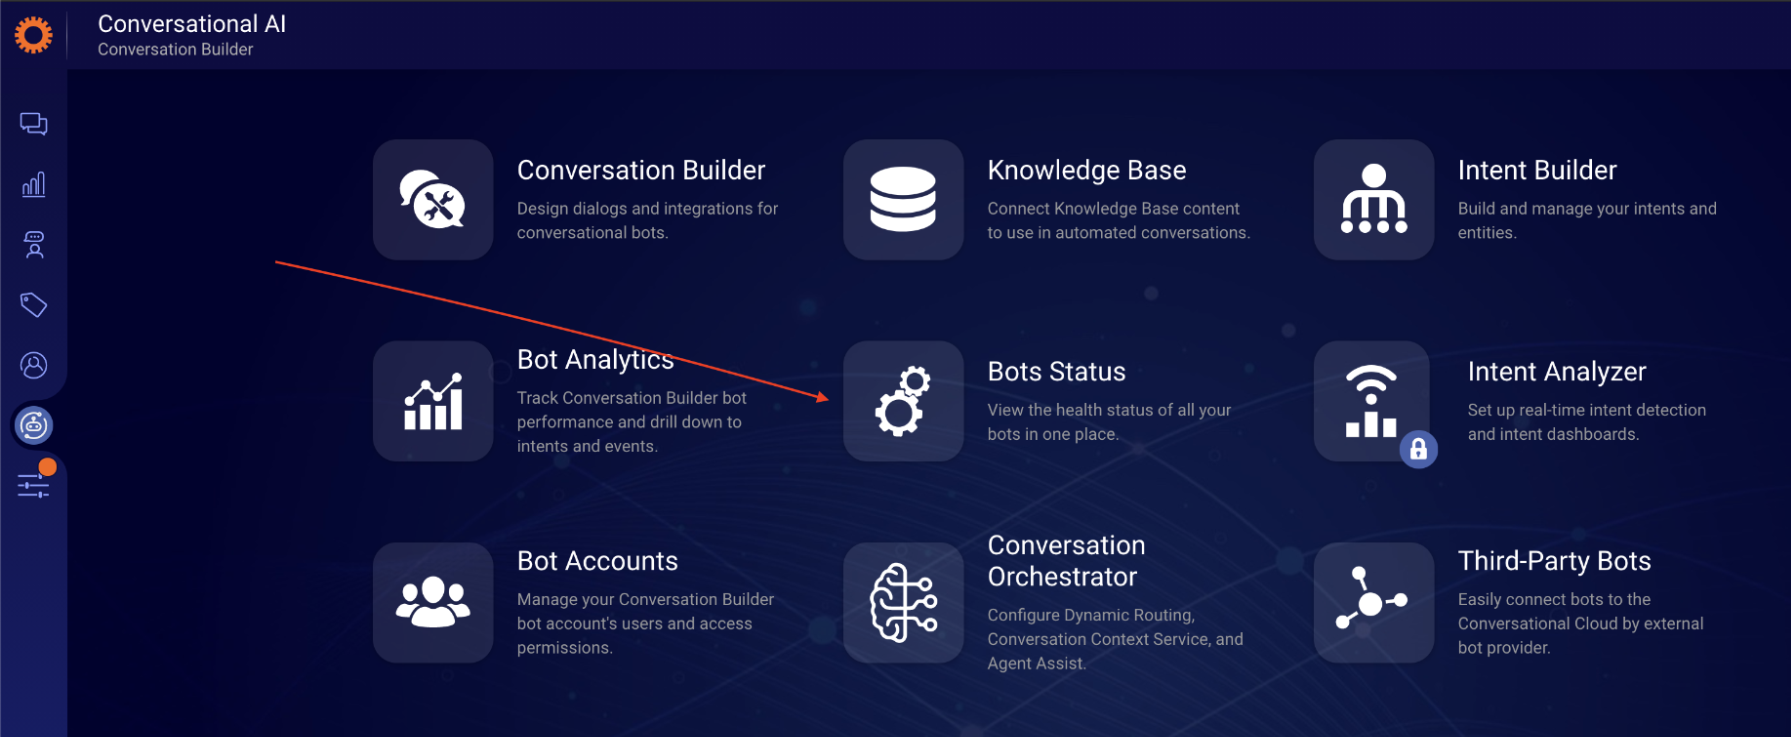 Conversational AI
Conversation Builder
Conversation Builder
Design dialogs and integrations for
conversational bots.
Knowledge Base
Connect Knowledge Base content
to use in automated conversations.
Intent Builder
Build and manage your intents and
entities.
Bot Analytics
Track Conversation Builder bot
performance and drill down to
intents and events.
Bots Status
View the health status of all your
bots in one place.
Intent Analyzer
Set up real-time intent detection
and intent dashboards.
Bot Accounts
Manage your Conversation Builder
bot account's users and access
permissions.
Conversation
Orchestrator
Configure Dynamic Routing,
Conversation Context Service, and
Agent Assist.
Third-Party Bots
Easily connect bots to the
Conversational Cloud by external
bot provider.